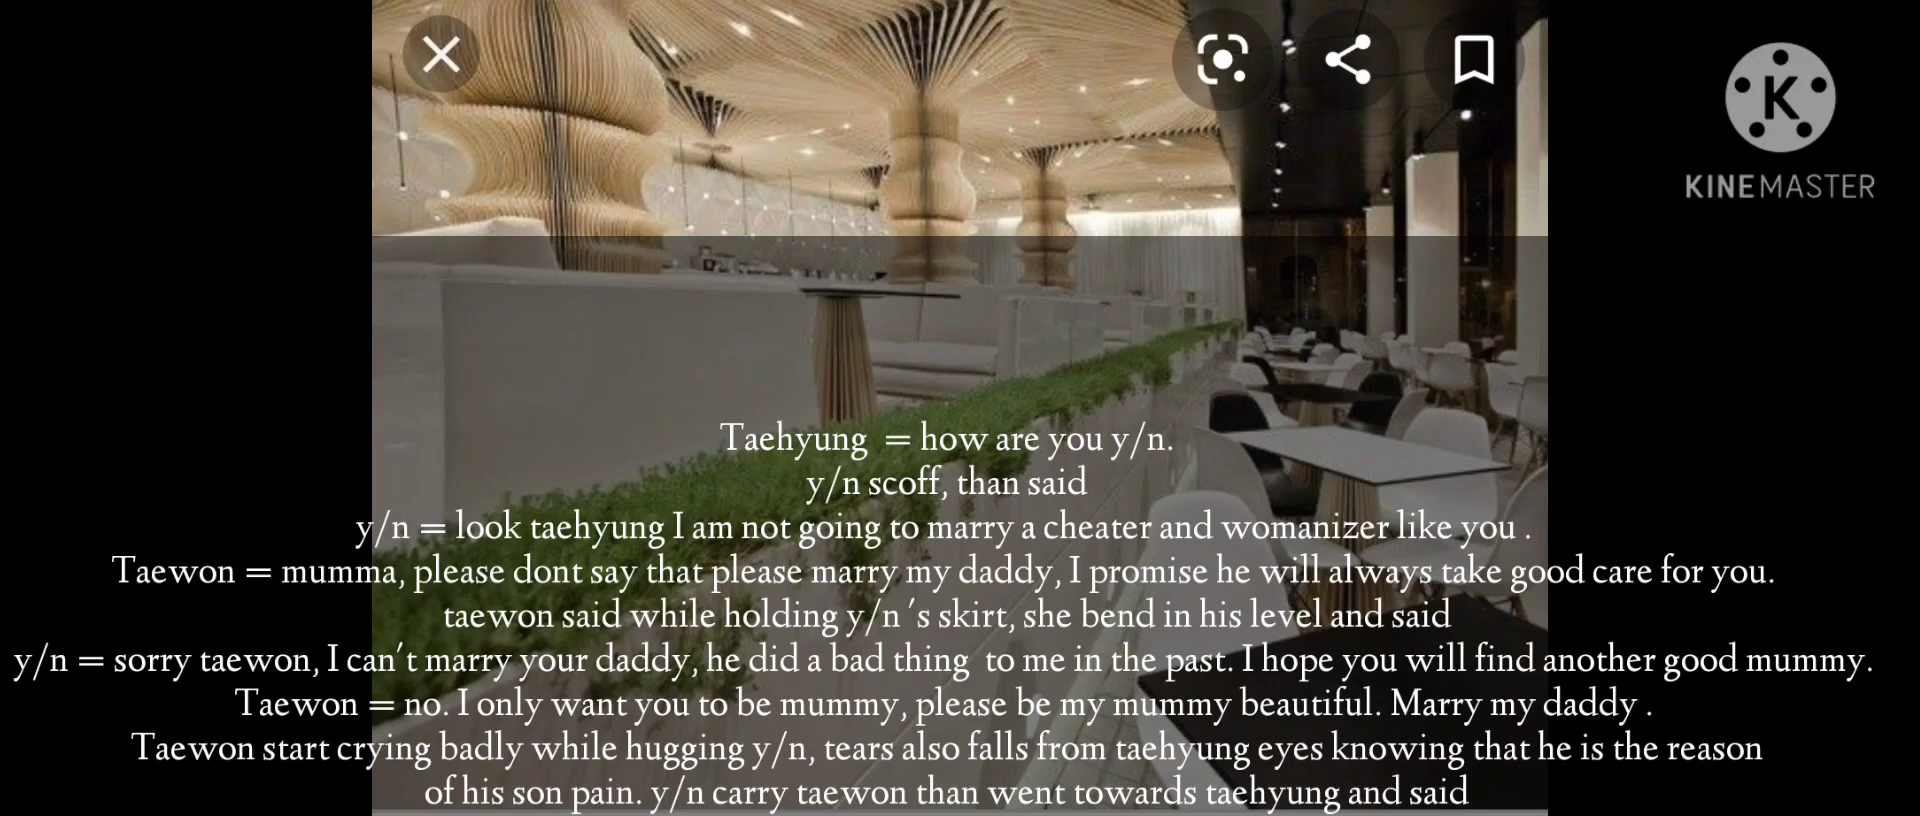 KINEMASTER
Taehyung = how are you y/n.
y/n scoff, than said
y/n = look taehyung I am not going to marry a cheater and womanizer like you .
Taewon = mumma, please dont say that please marry my daddy, I promise he will always take good care for you.
taewon said while holding y/n 's skirt, she bend in his level and said
y/n = sorry taewon, I can't marry your daddy, he did a bad thing to me in the past. I hope you will find another good mummy.
Taewon = no. I only want you to be mummy, please be my mummy beautiful. Marry my daddy .
Taewon start crying badly while hugging y/n, tears also falls from taehyung eyes knowing that he is the reason
of his son pain. y/n carry taewon than went towards taehyung and said